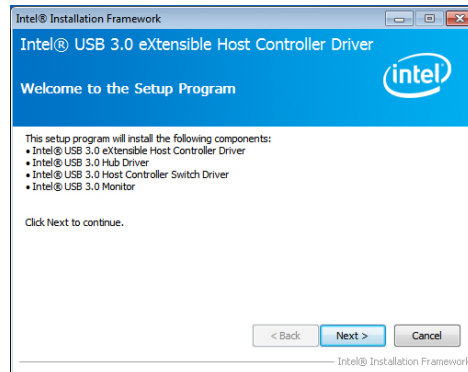 Intel® Installation Framework
Intel® USB 3.0 eXtensible Host Controller Driver
(intel)
Welcome to the Setup Program
This setup program will install the following components:
• Intel® USB 3.0 eXtensible Host Controller Driver
• Intel® USB 3.0 Hub Driver
• Intel® USB 3.0 Host Controller Switch Driver
• Intel® USB 3.0 Monitor
Click Next to continue.
< Back Next > Cancel
Intel® Installation Framework